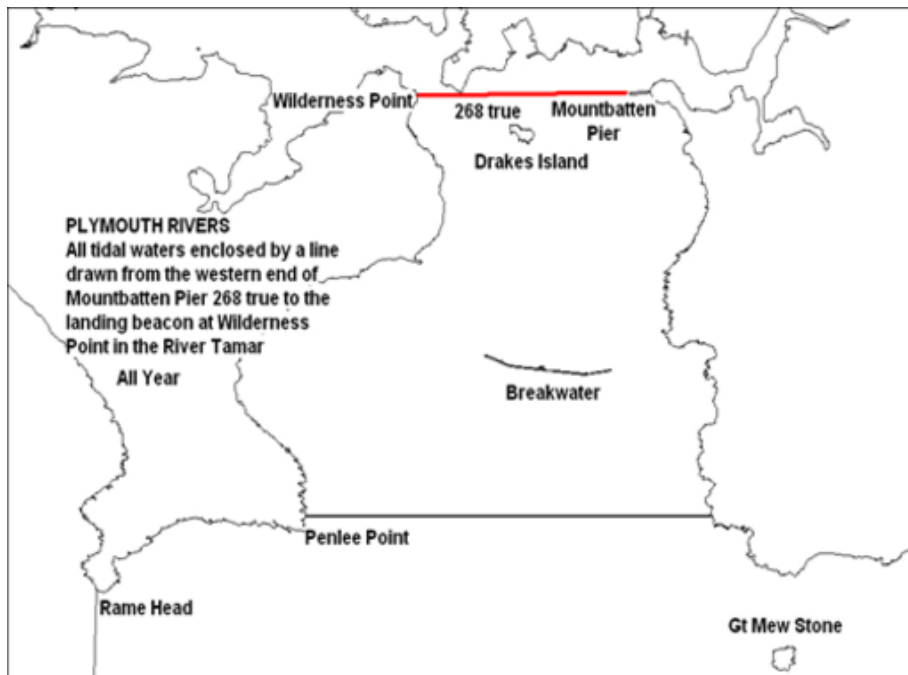 Wilderness Point
268 true
Mountbatten
Pier
Drakes Island
PLYMOUTH RIVERS
All tidal waters enclosed by a line
drawn from the western end of
Mountbatten Pier 268 true to the
landing beacon at Wilderness
Point in the River Tamar
All Year
Breakwater
Penlee Point
Rame Head
Gt Mew Stone